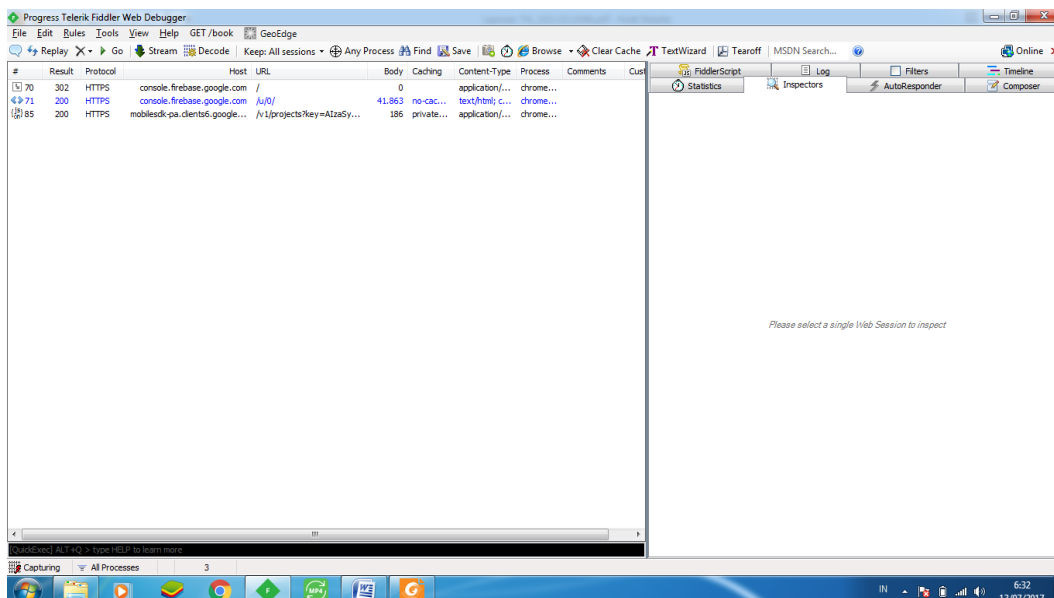 Progress Telerik Fiddler Web Debugger
File Edit Rules Tools View Help GET /book GeoEdge
Replay Go Stream Decode Keep: All sessions Any Process Find Save Browse Clear Cache TextWizard Tearoff MSDN Search... Online
# Result Protocol Host URL Body Caching Content-Type Process Comments Cust
70 302 HTTPS console.firebase.google.com / 0 application/... chrome...
71 200 HTTPS console.firebase.google.com /u/0/ 41.863 no-cac... text/html; c... chrome...
85 200 HTTPS mobilesdk-pa.clients6.google... /v1/projects?key=AIzaSy... 186 private... application/... chrome...
FiddlerScript Log Filters Timeline
Statistics Inspectors AutoResponder Composer
Please select a single Web Session to inspect
[QuickExec] ALT+Q > type HELP to learn more
Capturing All Processes 3
MP4
IN 6:32
13/07/2017